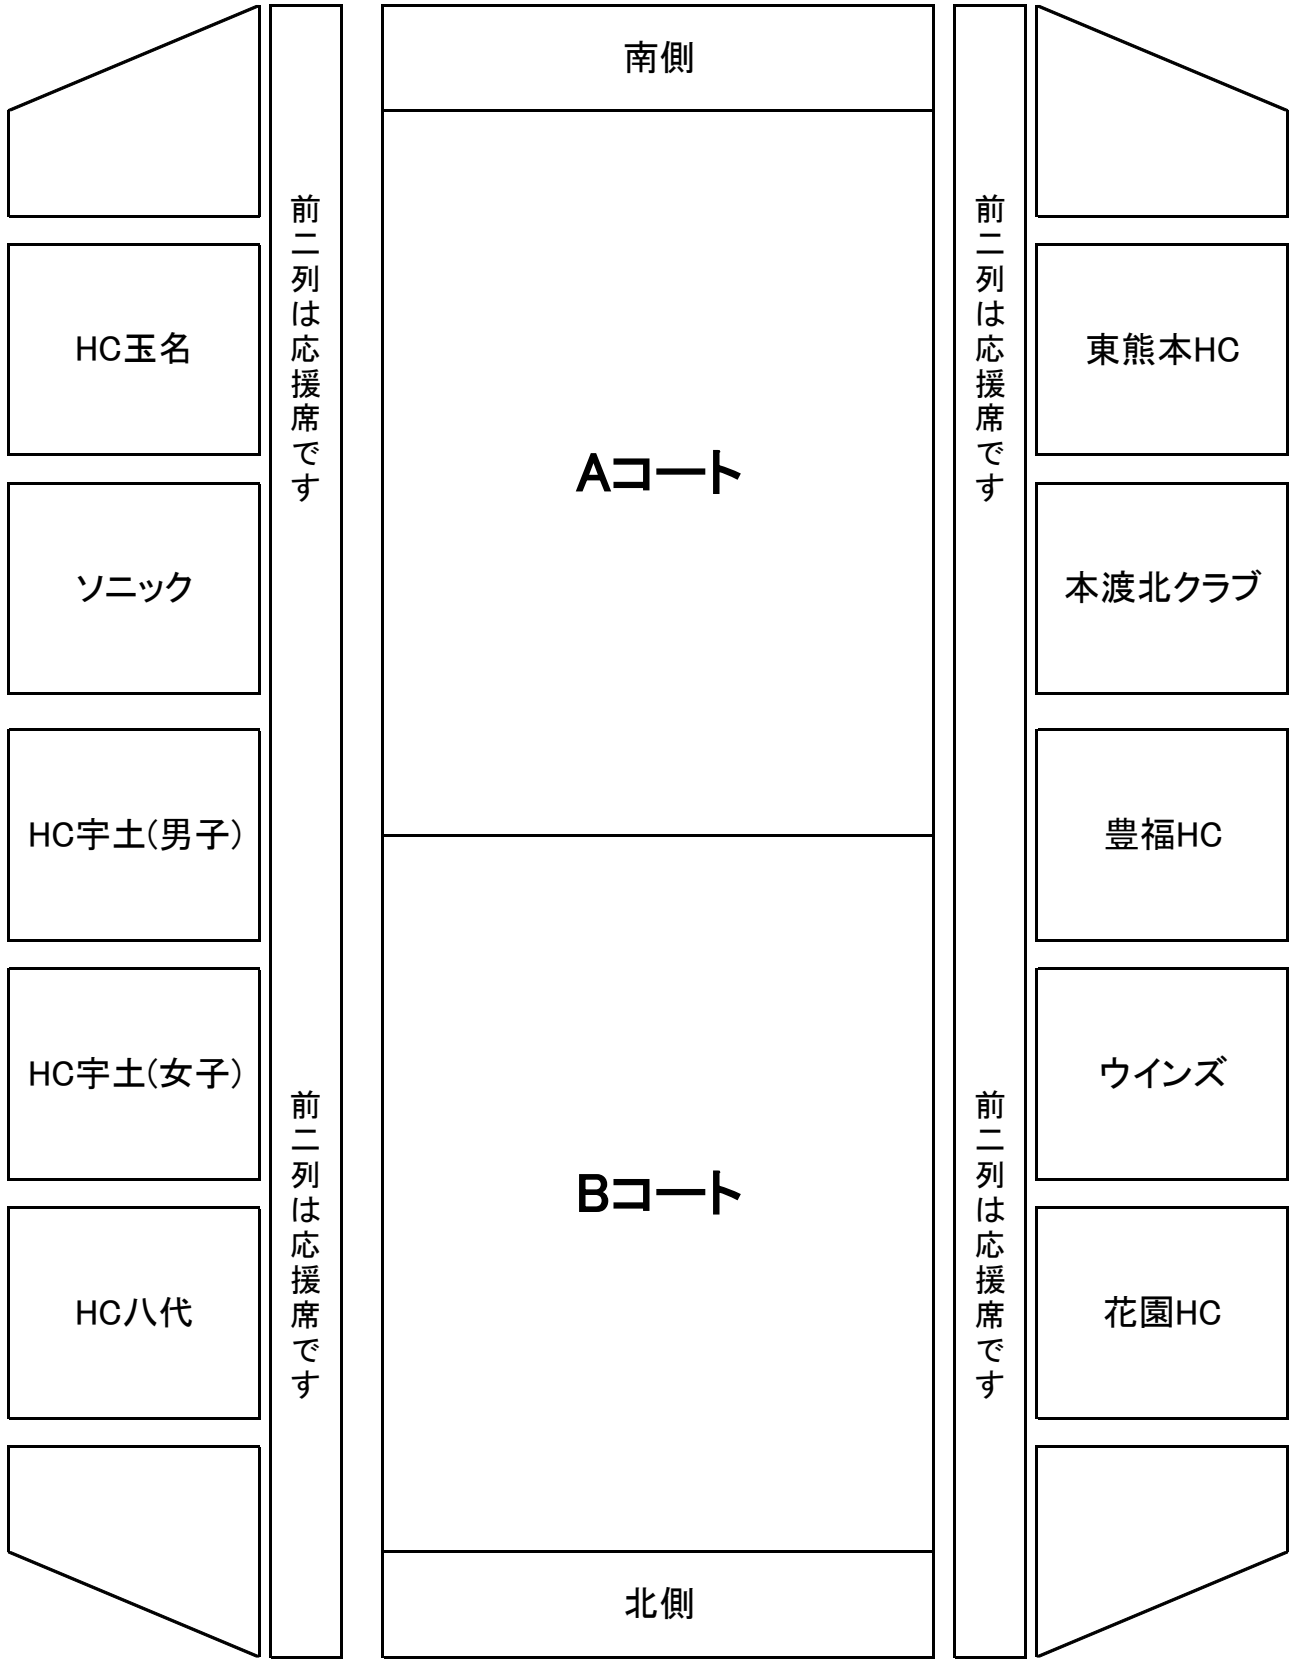 南側
前二列は応援席です
前二列は応援席です
HC玉名
東熊本HC
Aコート
ソニック
本渡北クラブ
HC宇土(男子)
豊福HC
HC宇土(女子)
ウインズ
前二列は応援席です
前二列は応援席です
Bコート
HC八代
花園HC
北側